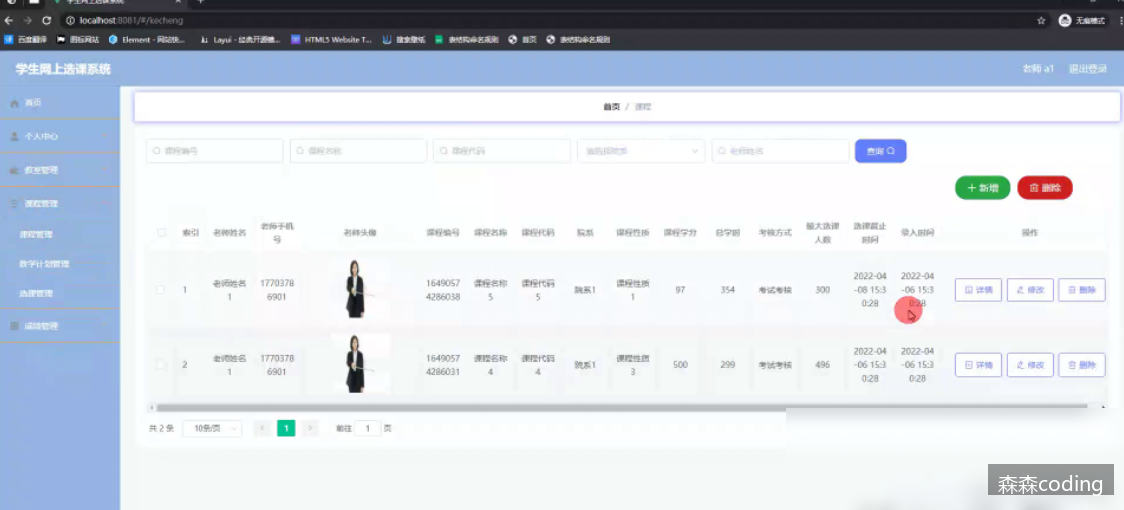 学生网上选课系统
localhost:8081/#/kecheng
无痕模式
百度翻译 图标网站 Element - 网站快... Layui - 经典开源模... HTML5 Website T... 搜索壁纸 表结构命名规则 首页 表结构命名规则
学生网上选课系统 老师 a1 退出登录
首页
个人中心
教室管理
课程管理
课程管理
教学计划管理
选课管理
成绩管理
首页 / 课程
课程编号 课程名称 课程代码 请选择院系 老师姓名 查询
+ 新增 删除
索引 老师姓名 老师手机号 老师头像 课程编号 课程名称 课程代码 院系 课程性质 课程学分 总学时 考核方式 最大选课人数 选课截止时间 录入时间 操作
1 老师姓名1 17703786901 16490574286038 课程名称5 课程代码5 院系1 课程性质1 97 354 考试考核 300 2022-04-08 15:30:28 2022-04-06 15:30:28 详情 修改 删除
2 老师姓名1 17703786901 16490574286031 课程名称4 课程代码4 院系1 课程性质3 500 299 考试考核 496 2022-04-06 15:30:28 2022-04-06 15:30:28 详情 修改 删除
共 2 条 10条/页 < 1 > 前往 1 页
森森coding